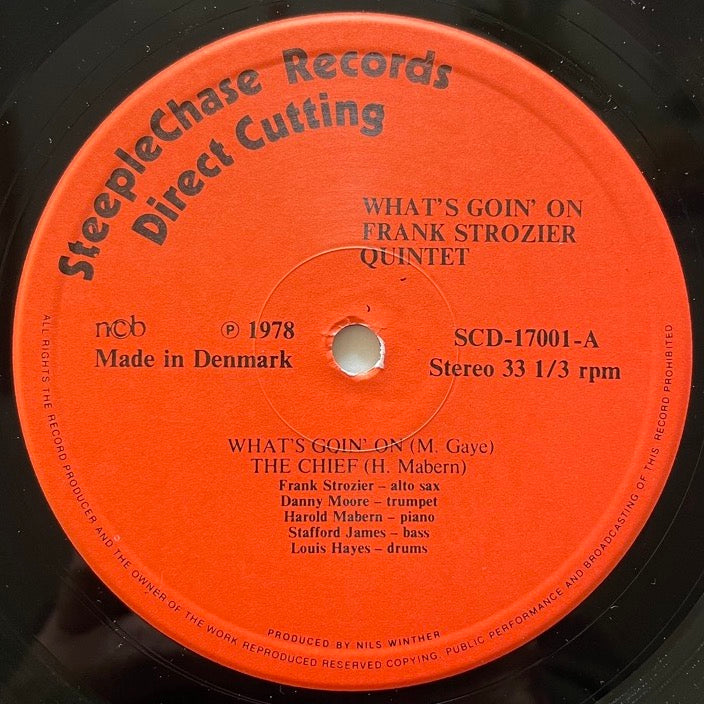 SteepleChase Records
Direct Cutting
WHAT'S GOIN' ON
FRANK STROZIER
QUINTET
ncb Ⓟ 1978
Made in Denmark
SCD-17001-A
Stereo 33 1/3 rpm
WHAT'S GOIN' ON (M. Gaye)
THE CHIEF (H. Mabern)
Frank Strozier – alto sax
Danny Moore – trumpet
Harold Mabern – piano
Stafford James – bass
Louis Hayes – drums
PRODUCED BY NILS WINTHER
ALL RIGHTS THE RECORD PRODUCER AND THE OWNER OF THE WORK REPRODUCED RESERVED COPYING, PUBLIC PERFORMANCE AND BROADCASTING OF THIS RECORD PROHIBITED